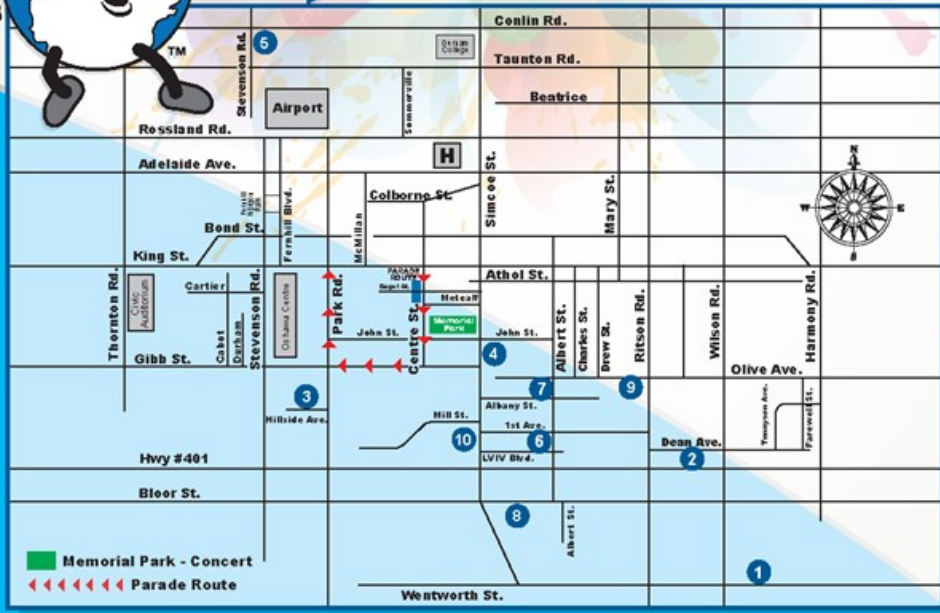 TM
Conlin Rd.
Stevenson Rd.
5
Durham
College
Taunton Rd.
Airport
Sommerville
Beatrice
Rossland Rd.
Adelaide Ave.
H
Simcoe St.
Mary St.
N
W
E
S
Colborne St.
Fernhill Blvd.
McMillan
Bond St.
King St.
PARADE
ROUTE
Athol St.
Thornton Rd.
Civic
Auditorium
Cartier
Cabot
Durham
Stevenson Rd.
Oshawa Centre
Park Rd.
Bagot St.
Metcalf
Centre St.
Memorial
Park
John St.
John St.
Albert St.
Charles St.
Drew St.
Ritson Rd.
Wilson Rd.
Harmony Rd.
Gibb St.
4
Olive Ave.
3
Hillside Ave.
7
9
Albany St.
Tennyson Ave.
Farewell St.
Mill St.
10
1st Ave.
6
LVIV Blvd.
Dean Ave.
2
Hwy #401
Bloor St.
8
Albert St.
Memorial Park - Concert
Parade Route
1
Wentworth St.